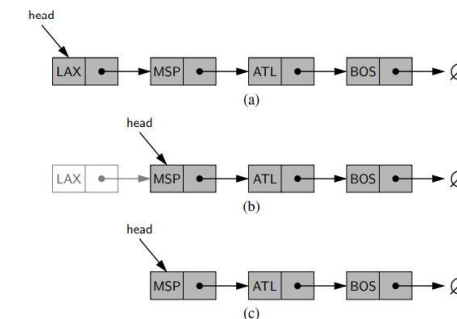 head
LAX MSP ATL BOS ∅
(a)
head
LAX MSP ATL BOS ∅
(b)
head
MSP ATL BOS ∅
(c)